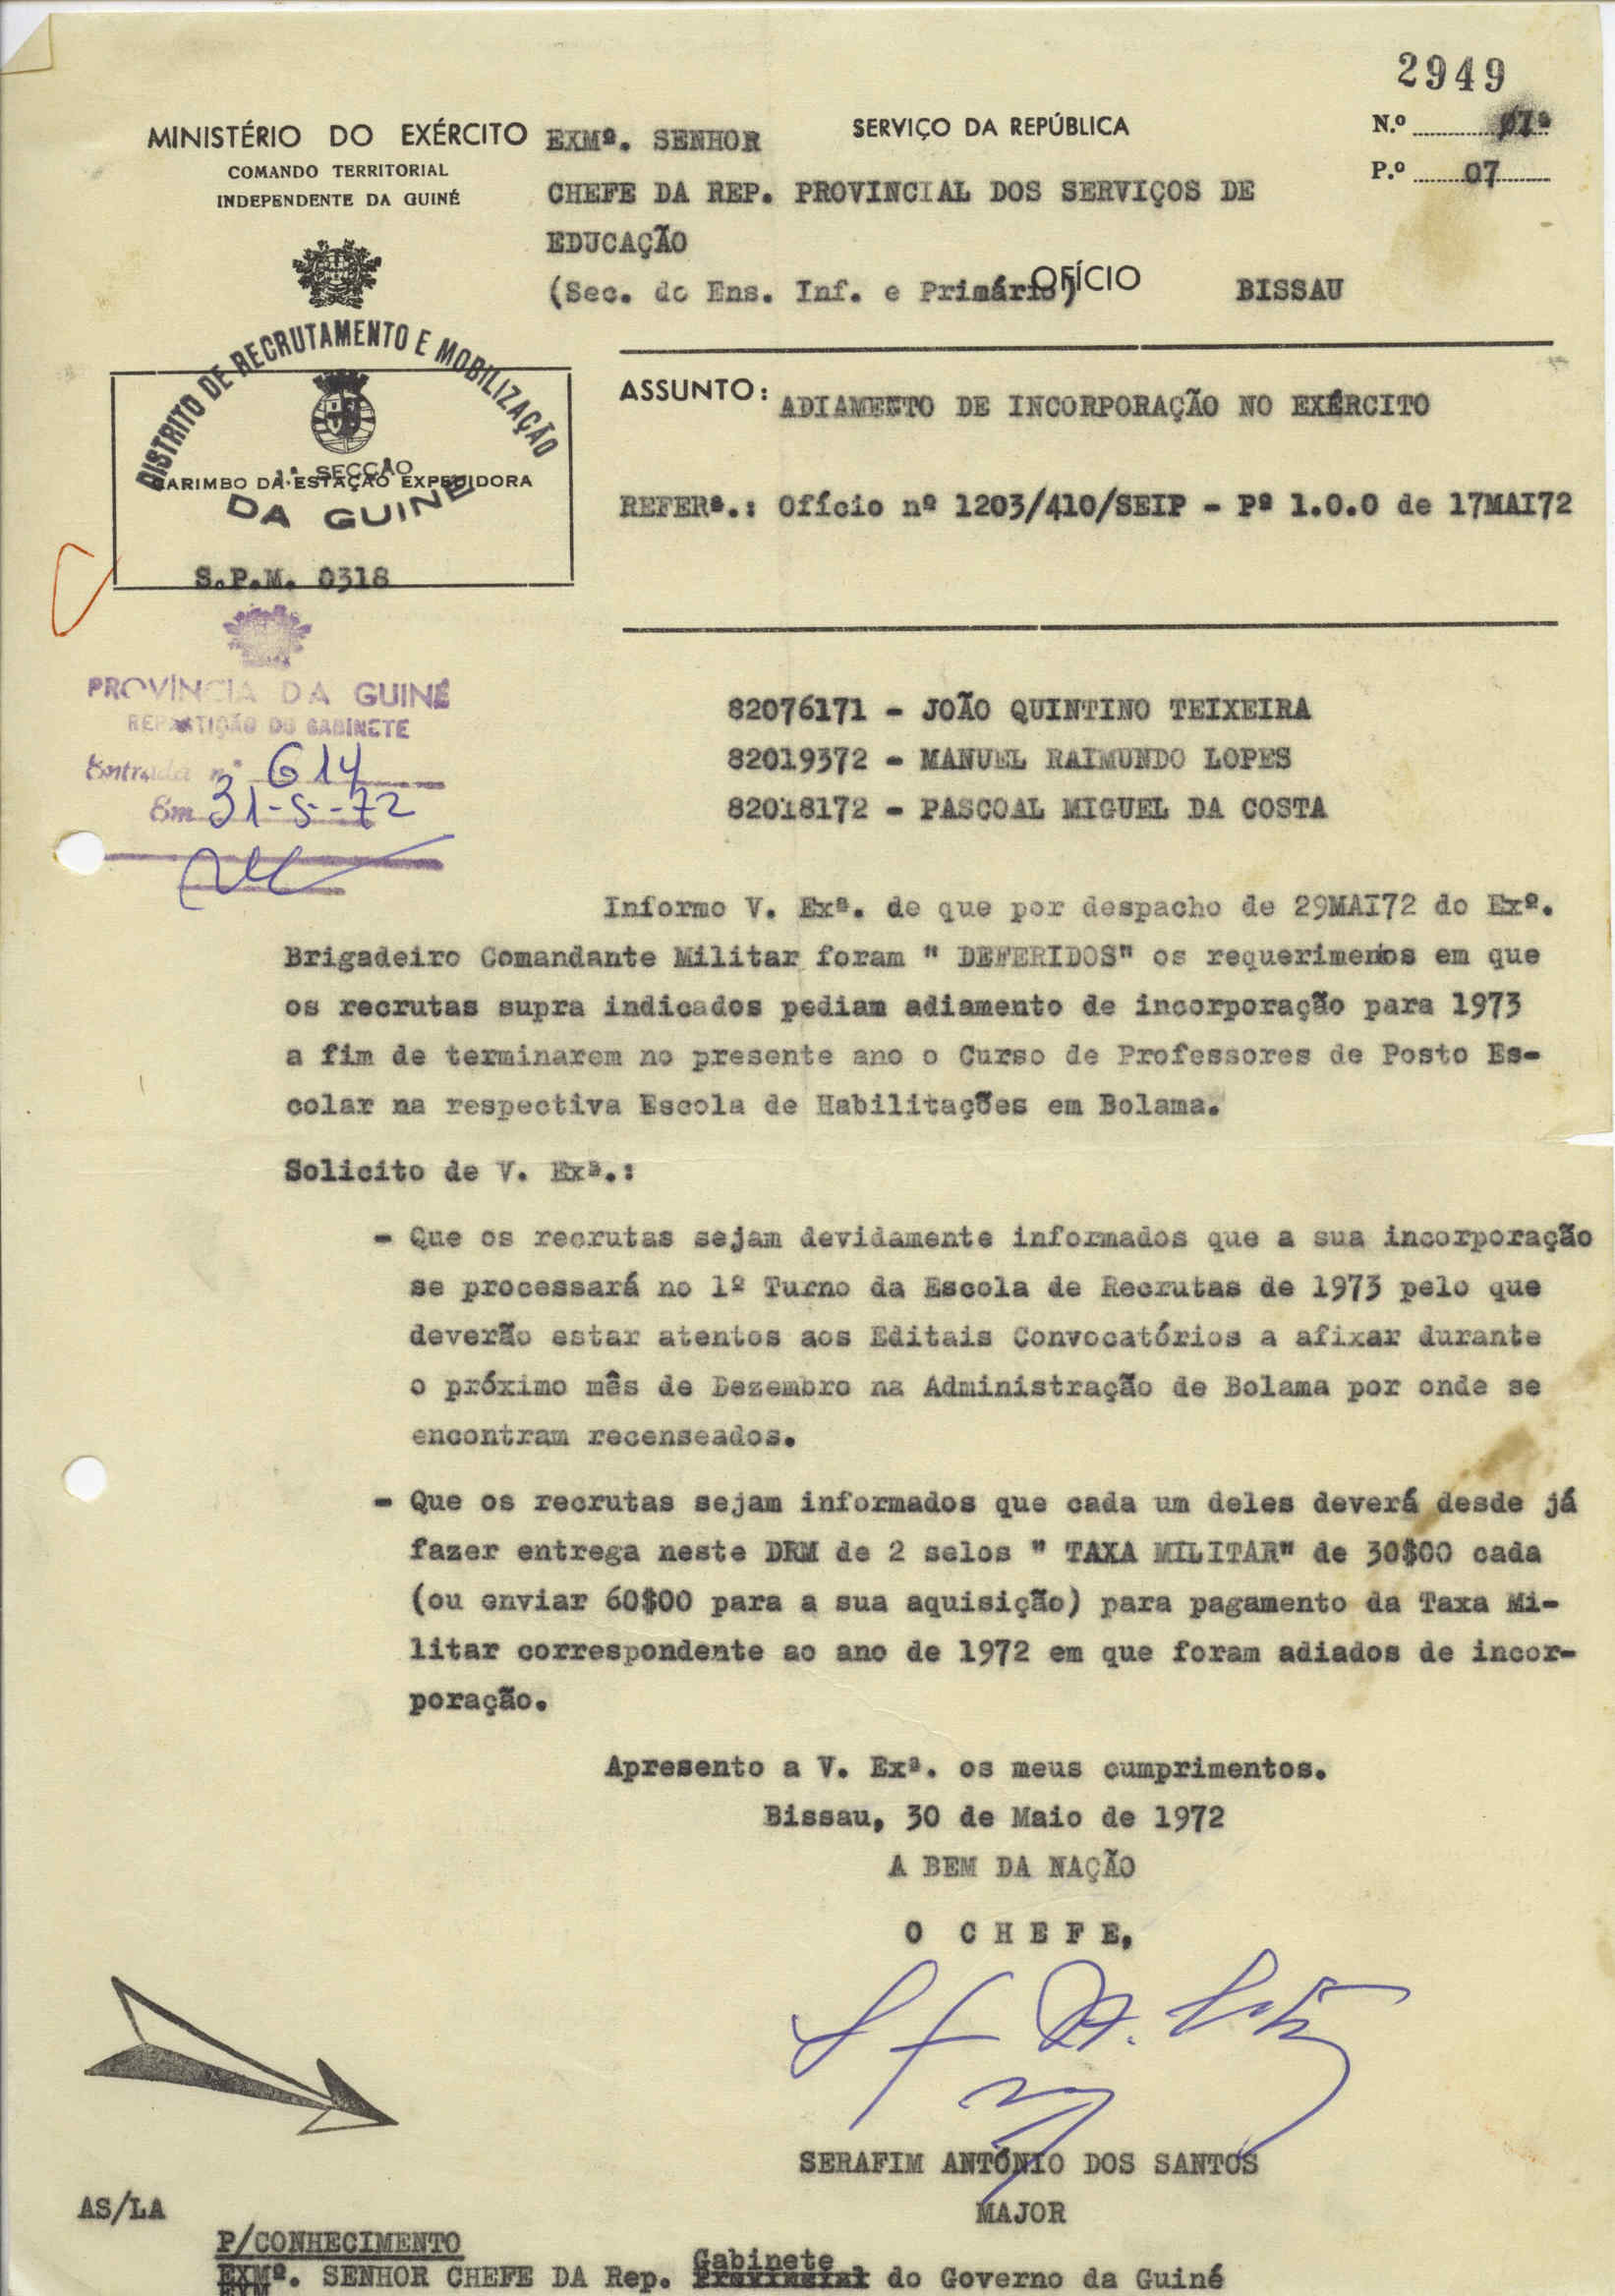 2949
MINISTÉRIO DO EXÉRCITO
COMANDO TERRITORIAL
INDEPENDENTE DA GUINÉ
SERVIÇO DA REPÚBLICA
N.º
P.º 07
EXMº. SENHOR
CHEFE DA REP. PROVINCIAL DOS SERVIÇOS DE
EDUCAÇÃO
(Sec. do Ens. Inf. e Primário)
OFÍCIO
BISSAU
DISTRITO DE RECRUTAMENTO E MOBILIZAÇÃO
1ª SECÇÃO
CARIMBO DA ESTAÇÃO EXPEDIDORA
DA GUINÉ
S.P.M. 0318
ASSUNTO: ADIAMENTO DE INCORPORAÇÃO NO EXÉRCITO
REFERª.: Ofício nº 1203/410/SEIP - Pº 1.0.0 de 17MAI72
PROVÍNCIA DA GUINÉ
REPARTIÇÃO DO GABINETE
Entrada nº 614
Em 31-5-72
82076171 - JOÃO QUINTINO TEIXEIRA
82019372 - MANUEL RAIMUNDO LOPES
82018172 - PASCOAL MIGUEL DA COSTA
Informo V. Exª. de que por despacho de 29MAI72 do Exº.
Brigadeiro Comandante Militar foram " DEFERIDOS" os requerimentos em que
os recrutas supra indicados pediam adiamento de incorporação para 1973
a fim de terminarem no presente ano o Curso de Professores de Posto Es-
colar na respectiva Escola de Habilitações em Bolama.
Solicito de V. Exª.:
- Que os recrutas sejam devidamente informados que a sua incorporação
se processará no 1º Turno da Escola de Recrutas de 1973 pelo que
deverão estar atentos aos Editais Convocatórios a afixar durante
o próximo mês de Dezembro na Administração de Bolama por onde se
encontram recenseados.
- Que os recrutas sejam informados que cada um deles deverá desde já
fazer entrega neste DRM de 2 selos " TAXA MILITAR" de 30$00 cada
(ou enviar 60$00 para a sua aquisição) para pagamento da Taxa Mi-
litar correspondente ao ano de 1972 em que foram adiados de incor-
poração.
Apresento a V. Exª. os meus cumprimentos.
Bissau, 30 de Maio de 1972
A BEM DA NAÇÃO
O CHEFE,
SERAFIM ANTÓNIO DOS SANTOS
MAJOR
AS/LA
P/CONHECIMENTO
Gabinete
EXMº. SENHOR CHEFE DA Rep. Provincial do Governo da Guiné